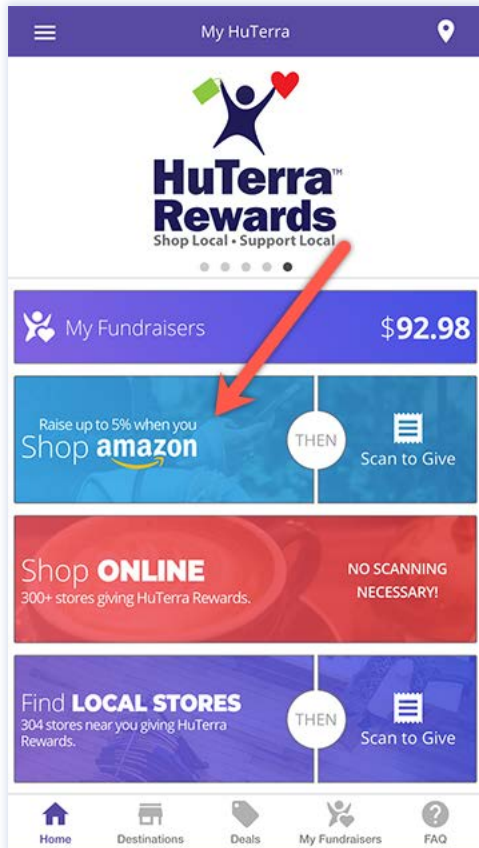 My HuTerra
HuTerra™
Rewards
Shop Local • Support Local
My Fundraisers
$92.98
Raise up to 5% when you
Shop amazon
THEN
Scan to Give
Shop ONLINE
300+ stores giving HuTerra Rewards.
NO SCANNING
NECESSARY!
Find LOCAL STORES
304 stores near you giving HuTerra
Rewards.
THEN
Scan to Give
Home
Destinations
Deals
My Fundraisers
FAQ